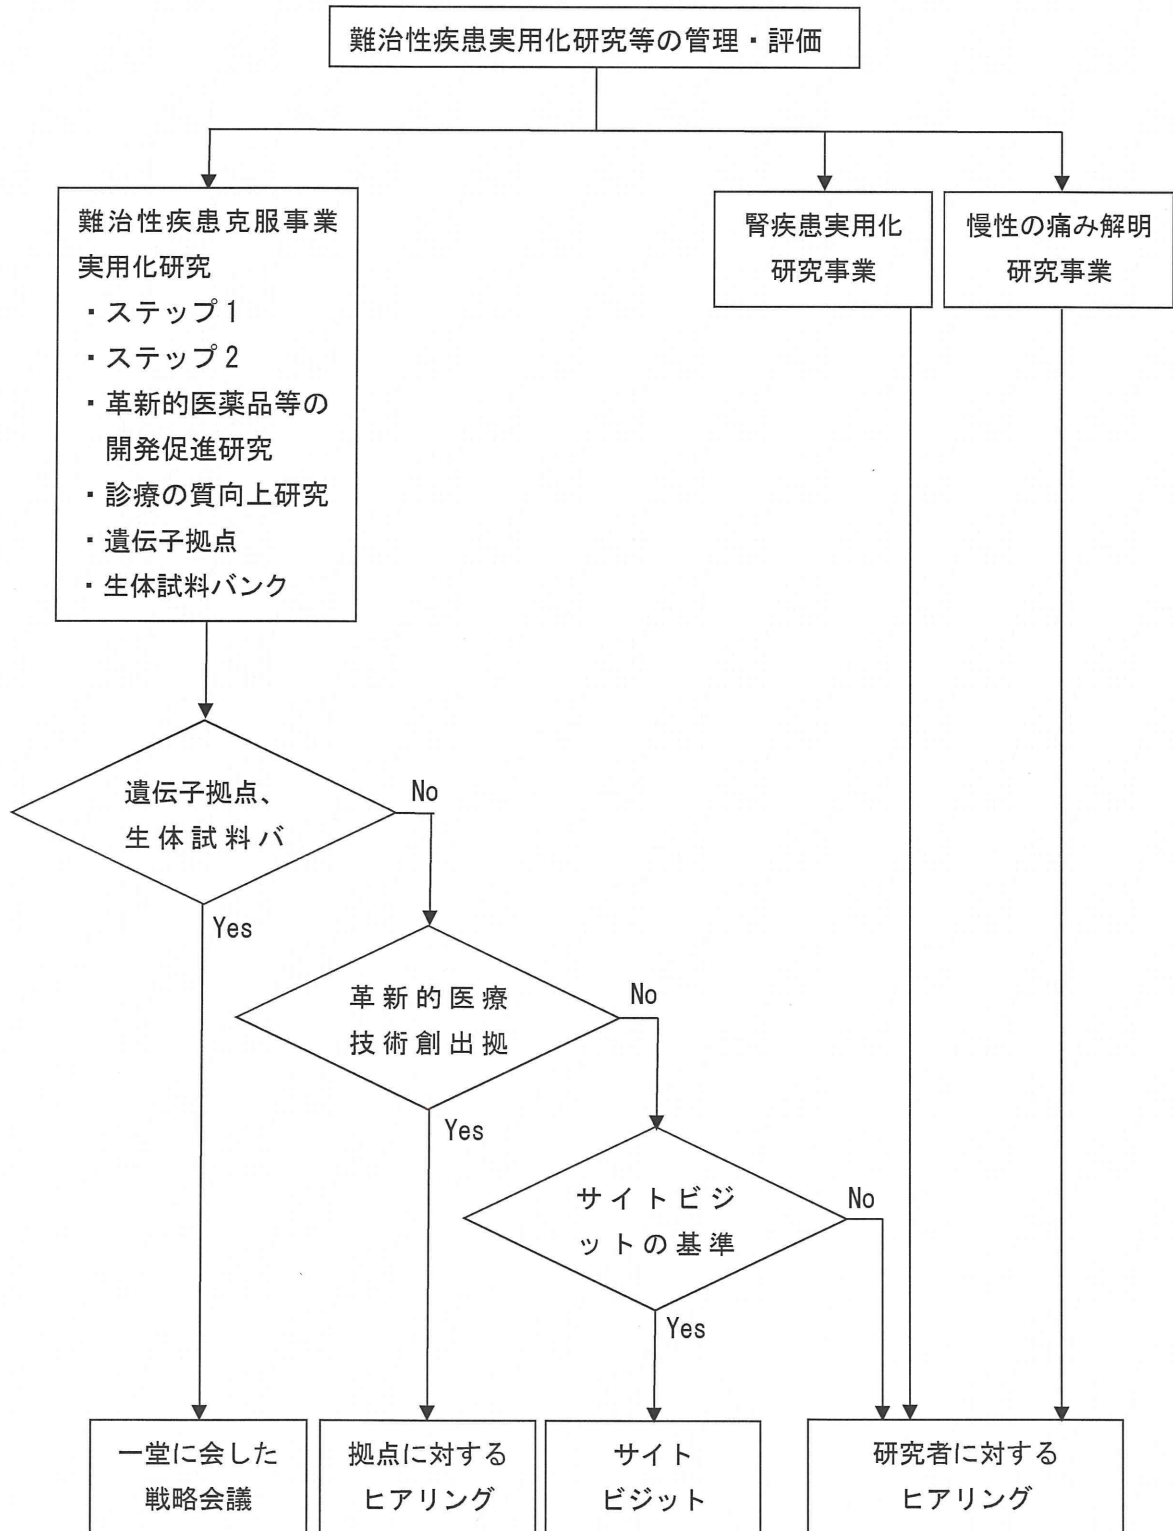 難治性疾患実用化研究等の管理・評価
難治性疾患克服事業
実用化研究
・ステップ1
・ステップ2
・革新的医薬品等の
開発促進研究
・診療の質向上研究
・遺伝子拠点
・生体試料バンク
腎疾患実用化
研究事業
慢性の痛み解明
研究事業
遺伝子拠点、
生体試料バ
No
Yes
革新的医療
技術創出拠
No
Yes
サイトビジ
ットの基準
No
Yes
一堂に会した
戦略会議
拠点に対する
ヒアリング
サイト
ビジット
研究者に対する
ヒアリング